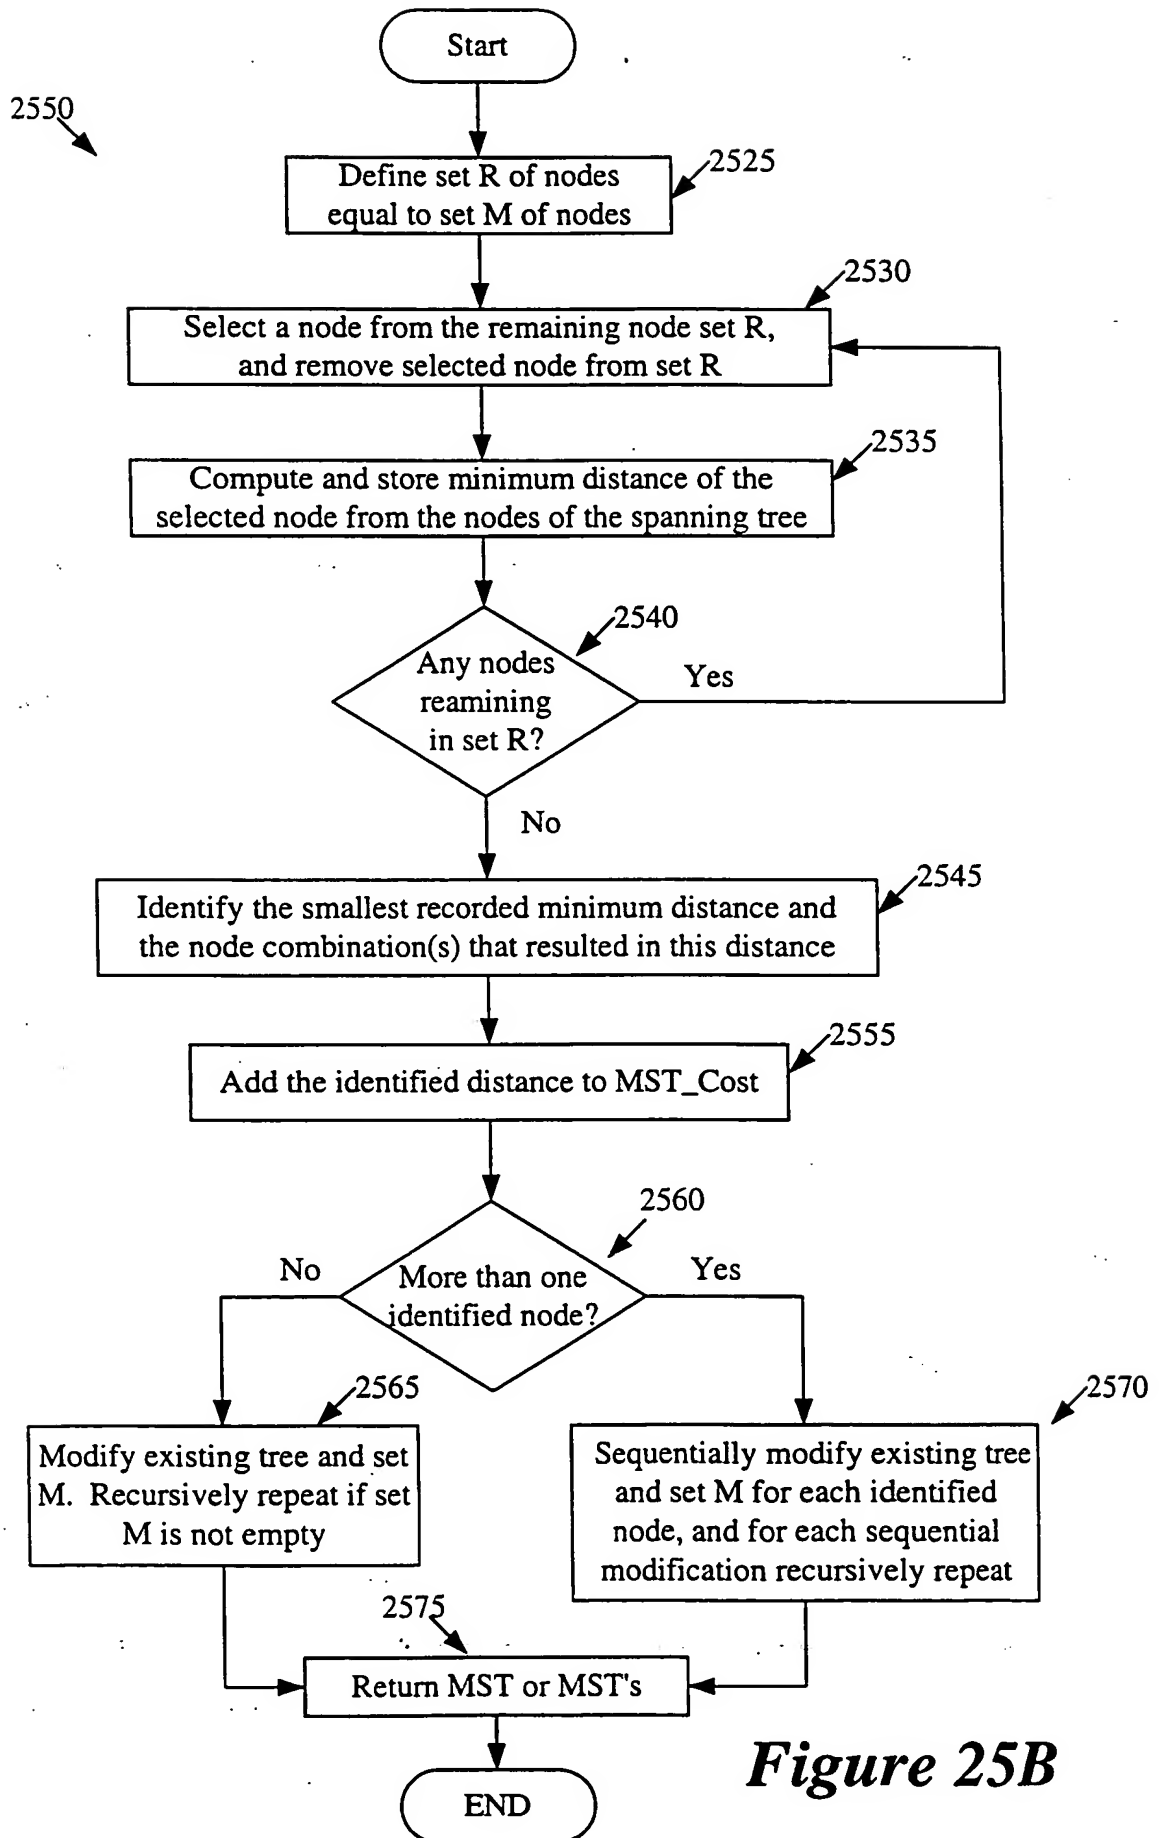 Start
2550
2525
Define set R of nodes
equal to set M of nodes
2530
Select a node from the remaining node set R,
and remove selected node from set R
2535
Compute and store minimum distance of the
selected node from the nodes of the spanning tree
2540
Any nodes
reamining
in set R?
Yes
No
2545
Identify the smallest recorded minimum distance and
the node combination(s) that resulted in this distance
2555
Add the identified distance to MST_Cost
2560
No
More than one
identified node?
Yes
2565
2570
Modify existing tree and set
M. Recursively repeat if set
M is not empty
Sequentially modify existing tree
and set M for each identified
node, and for each sequential
modification recursively repeat
2575
Return MST or MST's
Figure 25B
END